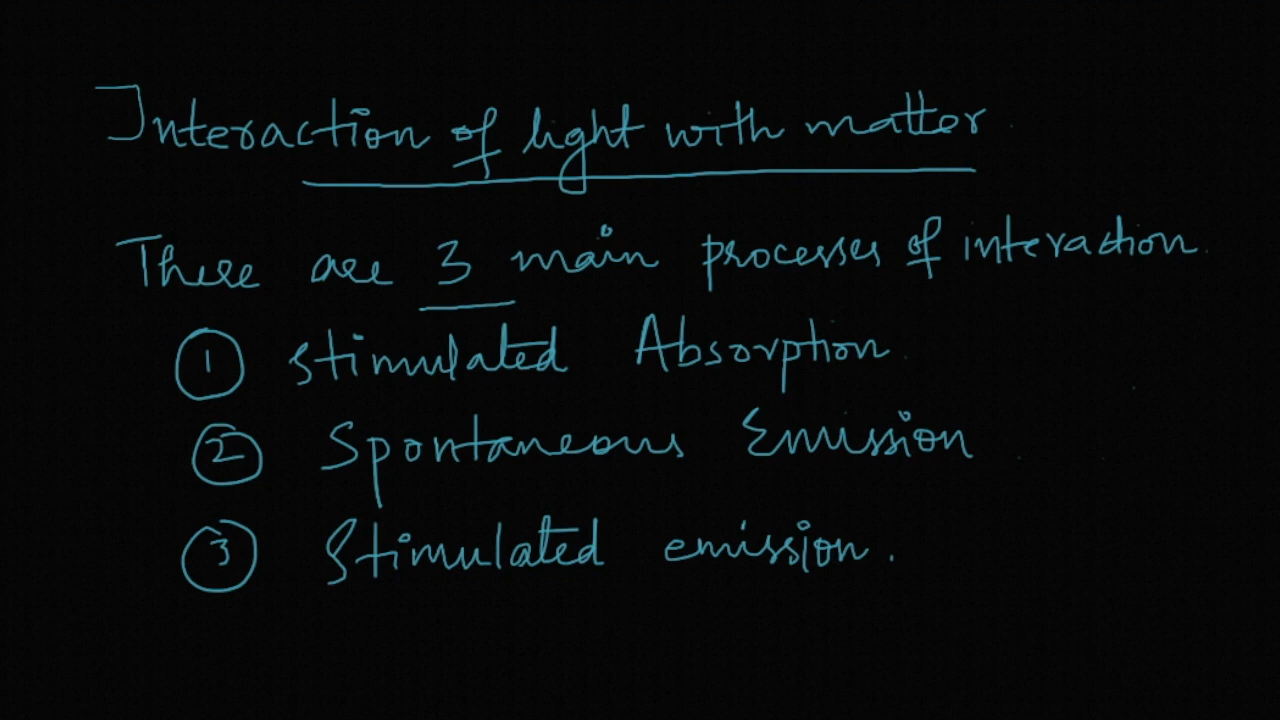 Interaction of light with matter
There are 3 main processes of interaction.
1 Stimulated Absorption.
2 Spontaneous Emission
3 Stimulated emission.